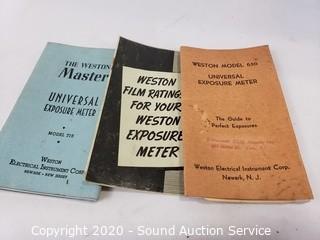 THE WESTON
Master
UNIVERSAL
EXPOSURE METER
MODEL 715
WESTON
ELECTRICAL INSTRUMENT CORP.
NEWARK · NEW JERSEY
WESTON
FILM RATINGS
FOR YOUR
WESTON
EXPOSURE
METER
WESTON MODEL 650
UNIVERSAL
EXPOSURE METER
The Guide to
Perfect Exposures
Weston Electrical Instrument Corp.
Newark, N. J.
Copyright 2020 - Sound Auction Service